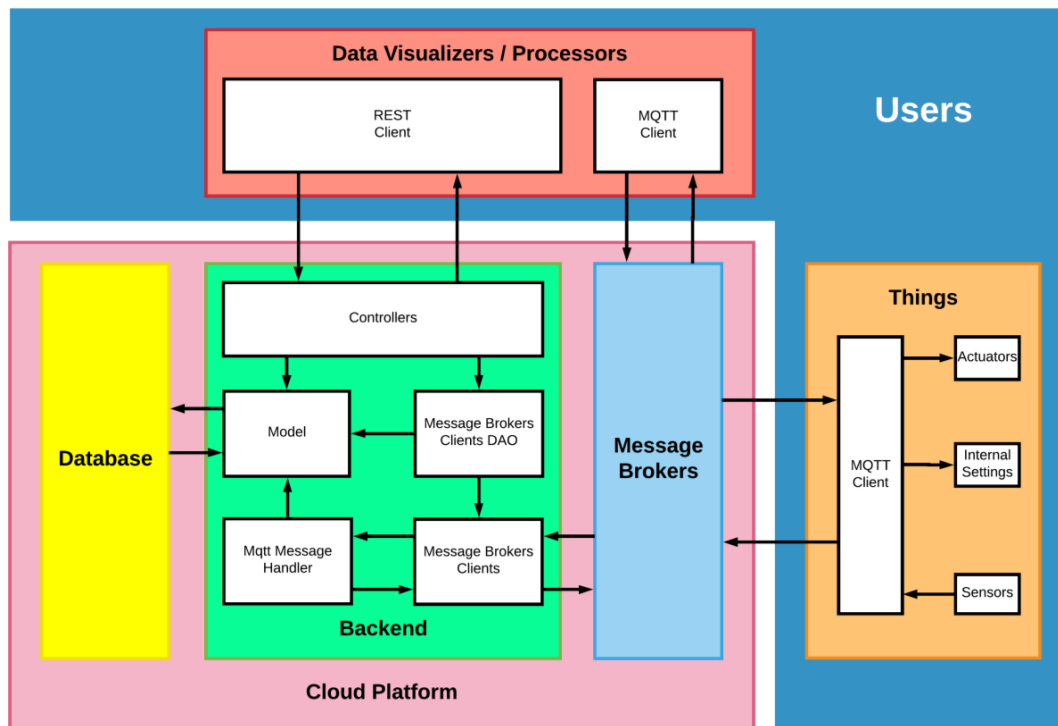 Data Visualizers / Processors
REST
Client
MQTT
Client
Users
Controllers
Model
Message Brokers
Clients DAO
Mqtt Message
Handler
Message Brokers
Clients
Backend
Database
Message
Brokers
Cloud Platform
Things
MQTT
Client
Actuators
Internal
Settings
Sensors